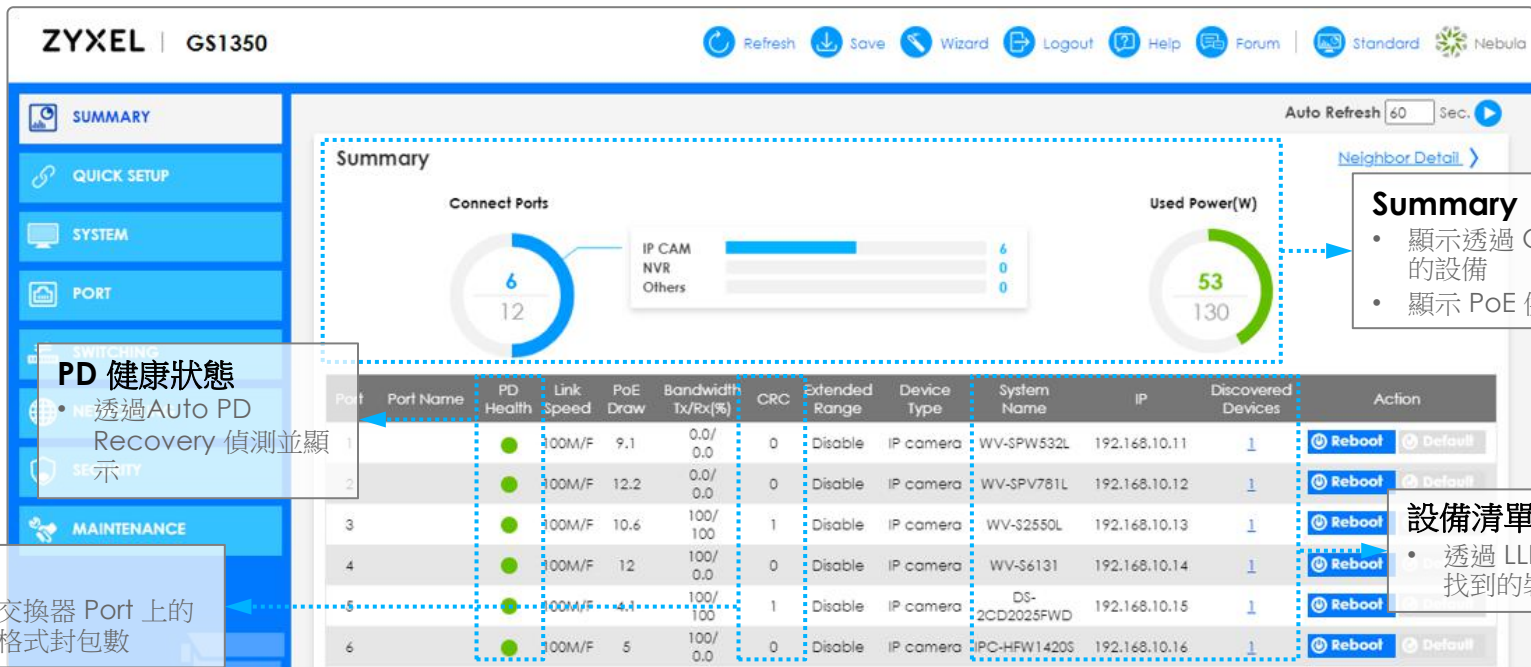 ZYXEL | GS1350
Refresh Save Wizard Logout Help Forum | Standard Nebula
SUMMARY
QUICK SETUP
SYSTEM
PORT
SWITCHING
SECURITY
MAINTENANCE
Auto Refresh 60 Sec.
Summary
Neighbor Detail
Connect Ports
6
12
IP CAM 6
NVR 0
Others 0
Used Power(W)
53
130
Summary
• 顯示透過
的設備
• 顯示 PoE
PD 健康狀態
• 透過Auto PD
Recovery 偵測並顯
示
Port Port Name PD Health Link Speed PoE Draw Bandwidth Tx/Rx(%) CRC Extended Range Device Type System Name IP Discovered Devices Action
1 100M/F 9.1 0.0/ 0.0 0 Disable IP camera WV-SPW532L 192.168.10.11 1 Reboot Default
2 100M/F 12.2 0.0/ 0.0 0 Disable IP camera WV-SPV781L 192.168.10.12 1 Reboot Default
3 100M/F 10.6 100/ 100 1 Disable IP camera WV-S2550L 192.168.10.13 1 Reboot
4 100M/F 12 100/ 0.0 0 Disable IP camera WV-S6131 192.168.10.14 1 Reboot
5 100M/F 4.1 100/ 100 1 Disable IP camera DS-2CD2025FWD 192.168.10.15 1 Reboot
6 100M/F 5 100/ 0.0 0 Disable IP camera IPC-HFW1420S 192.168.10.16 1 Reboot Default
設備清單
• 透過
找到的
交換器 Port 上的
格式封包數